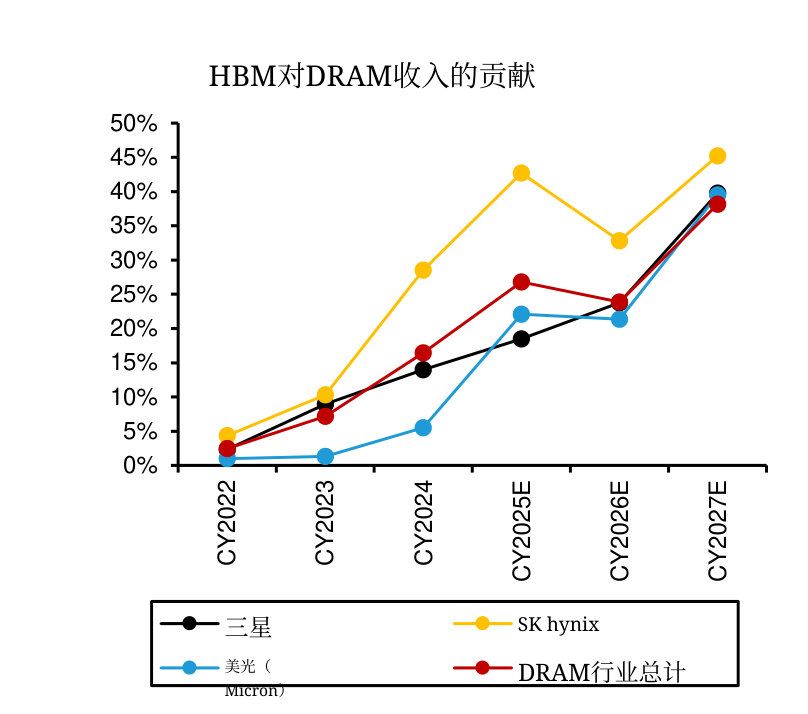 HBM对DRAM收入的贡献
50%
45%
40%
35%
30%
25%
20%
15%
10%
5%
0%
CY2022
CY2023
CY2024
CY2025E
CY2026E
CY2027E
三星
SK hynix
美光（
Micron）
DRAM行业总计